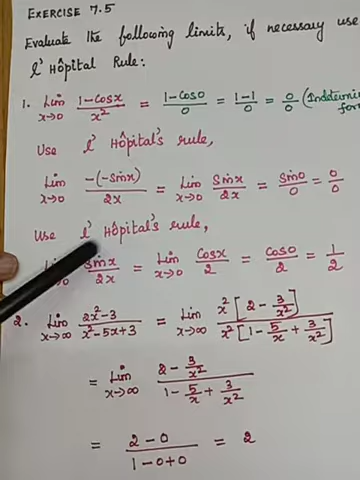 EXERCISE 7.5
Evaluate the following limits, if necessary use
l' Hôpital Rule:
1. Lim x→0 (1-Cosx)/x² = (1-Cos0)/0 = (1-1)/0 = 0/0 (Indetermin
form
Use l' Hôpital's rule,
Lim x→0 -(-Sinx)/2x = Lim x→0 Sinx/2x = Sin0/0 = 0/0
Use l' Hôpital's rule,
Sinx/2x = Lim x→0 Cosx/2 = Cos0/2 = 1/2
2. Lim x→∞ (2x²-3)/(x²-5x+3) = Lim x→∞ x²[2 - 3/x²]/x²[1 - 5/x + 3/x²]
= Lim x→∞ (2 - 3/x²)/(1 - 5/x + 3/x²)
= (2-0)/(1-0+0) = 2